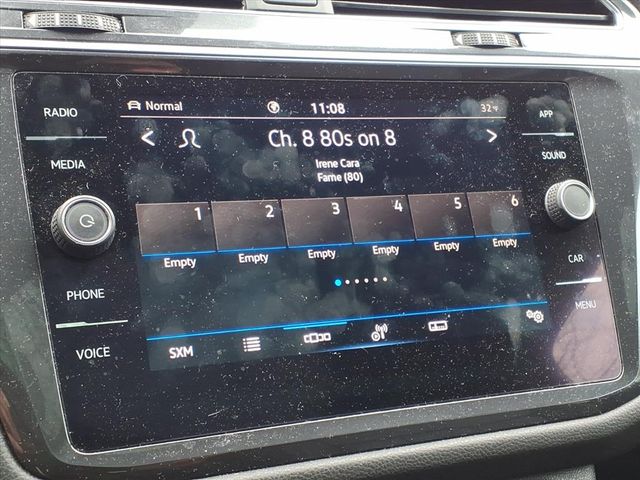 RADIO
MEDIA
PHONE
VOICE
Normal
11:08
32°F
Ch. 8 80s on 8
Irene Cara
Fame (80)
1 2 3 4 5 6
Empty Empty Empty Empty Empty Empty
SXM
APP
SOUND
CAR
MENU